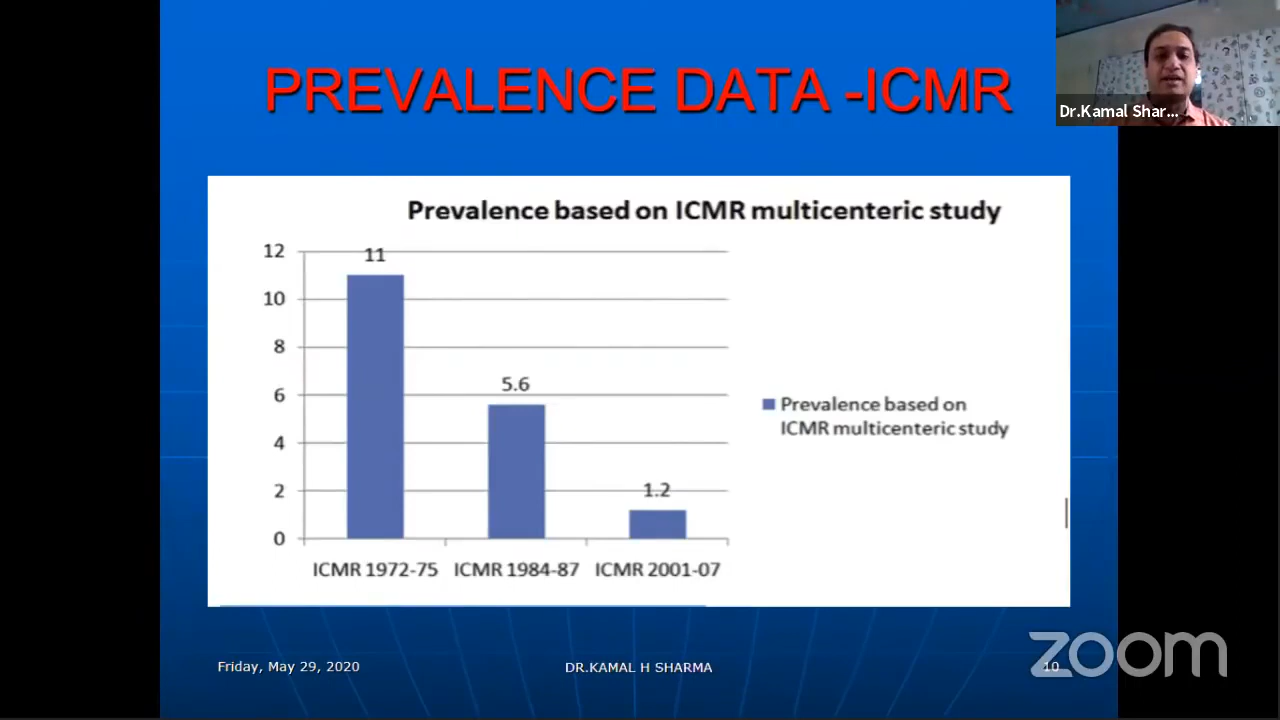 PREVALENCE DATA -ICMR
Dr.Kamal Shar...
Prevalence based on ICMR multicenteric study
12
11
10
8
6
5.6
4
2
1.2
0
ICMR 1972-75 ICMR 1984-87 ICMR 2001-07
Prevalence based on
ICMR multicenteric study
Friday, May 29, 2020
DR.KAMAL H SHARMA
10
zoom